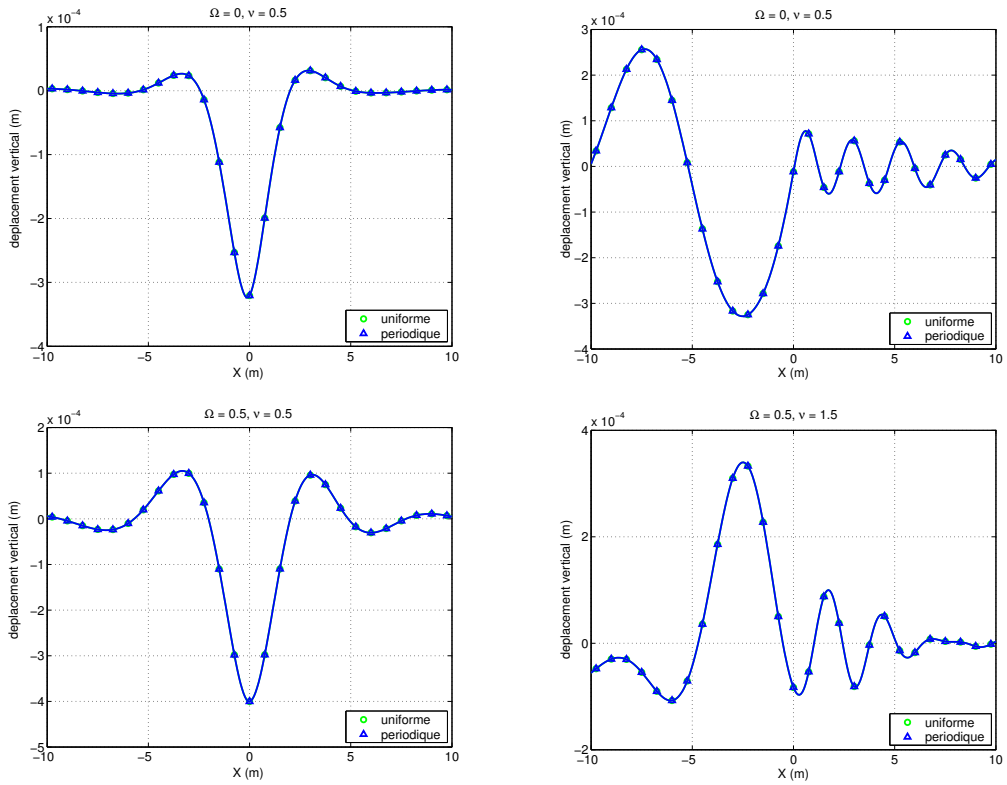 x 10⁻⁴
Ω = 0, ν = 0.5
1
0
−1
−2
−3
−4
deplacement vertical (m)
−10
−5
0
5
10
X (m)
uniforme
periodique
x 10⁻⁴
Ω = 0, ν = 0.5
3
2
1
0
−1
−2
−3
−4
deplacement vertical (m)
−10
−5
0
5
10
X (m)
uniforme
periodique
x 10⁻⁴
Ω = 0.5, ν = 0.5
2
1
0
−1
−2
−3
−4
−5
deplacement vertical (m)
−10
−5
0
5
10
X (m)
uniforme
periodique
x 10⁻⁴
Ω = 0.5, ν = 1.5
4
2
0
−2
deplacement vertical (m)
−10
−5
0
5
10
X (m)
uniforme
periodique